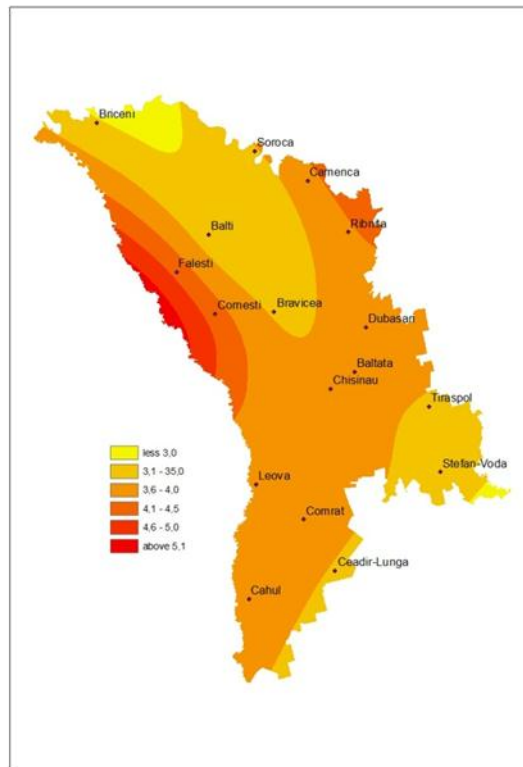 Briceni
Soroca
Camenca
Balti
Ribnita
Falesti
Cornesti
Bravicea
Dubasari
Baltata
Chisinau
Tiraspol
Stefan-Voda
Leova
Comrat
Ceadir-Lunga
Cahul
less 3,0
3,1 - 35,0
3,6 - 4,0
4,1 - 4,5
4,6 - 5,0
above 5,1